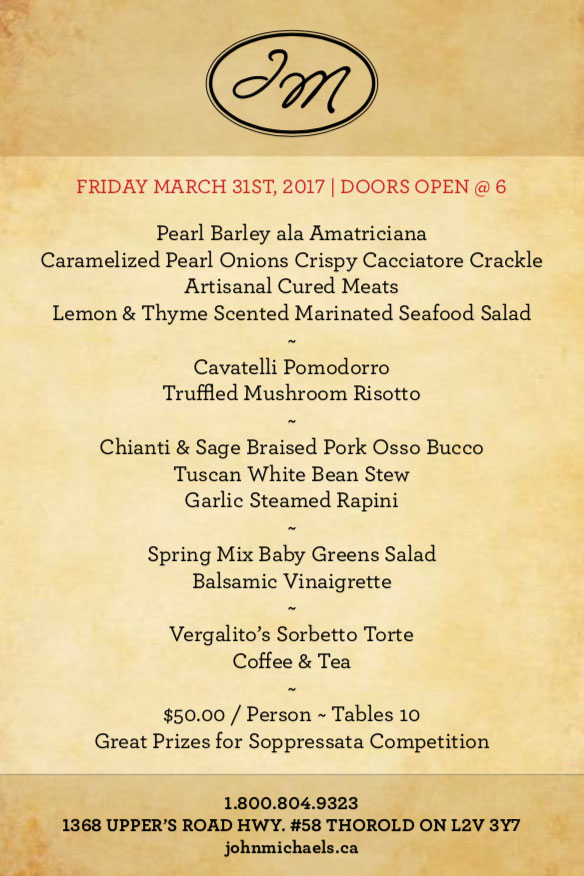 JM
FRIDAY MARCH 31ST, 2017 | DOORS OPEN @ 6
Pearl Barley ala Amatriciana
Caramelized Pearl Onions Crispy Cacciatore Crackle
Artisanal Cured Meats
Lemon & Thyme Scented Marinated Seafood Salad
~
Cavatelli Pomodorro
Truffled Mushroom Risotto
~
Chianti & Sage Braised Pork Osso Bucco
Tuscan White Bean Stew
Garlic Steamed Rapini
~
Spring Mix Baby Greens Salad
Balsamic Vinaigrette
~
Vergalito's Sorbetto Torte
Coffee & Tea
~
$50.00 / Person ~ Tables 10
Great Prizes for Soppressata Competition
1.800.804.9323
1368 UPPER'S ROAD HWY. #58 THOROLD ON L2V 3Y7
johnmichaels.ca